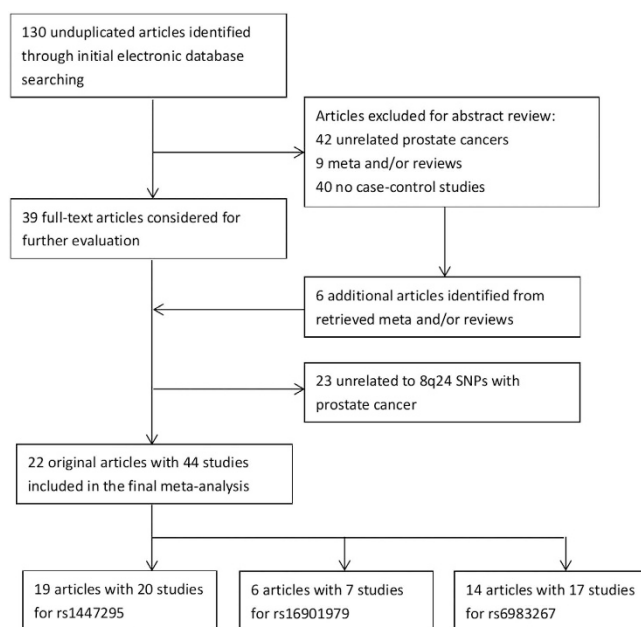 130 unduplicated articles identified
through initial electronic database
searching
Articles excluded for abstract review:
42 unrelated prostate cancers
9 meta and/or reviews
40 no case-control studies
39 full-text articles considered for
further evaluation
6 additional articles identified from
retrieved meta and/or reviews
23 unrelated to 8q24 SNPs with
prostate cancer
22 original articles with 44 studies
included in the final meta-analysis
19 articles with 20 studies
for rs1447295
6 articles with 7 studies
for rs16901979
14 articles with 17 studies
for rs6983267